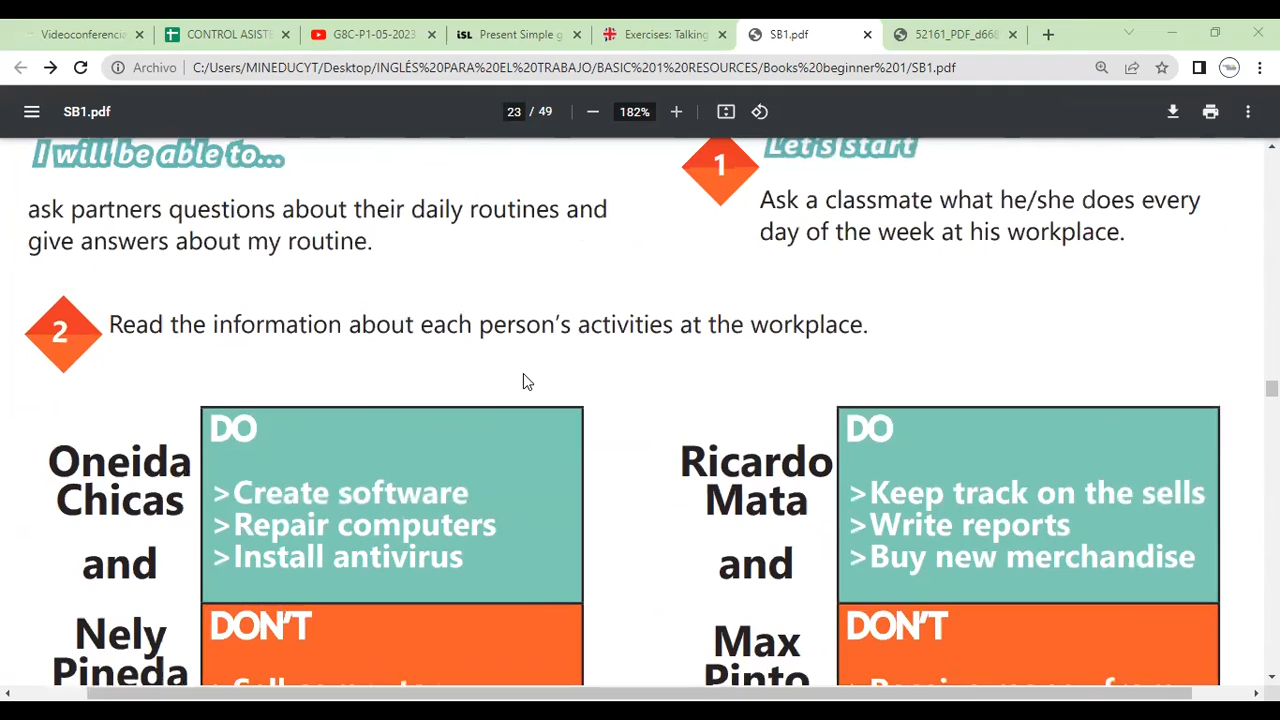 Videoconferencia
CONTROL ASISTE
G8C-P1-05-2023
iSL Present Simple g
Exercises: Talking
SB1.pdf
52161_PDF_d668
Archivo C:/Users/MINEDUCYT/Desktop/INGLÉS%20PARA%20EL%20TRABAJO/BASIC%201%20RESOURCES/Books%20beginner%201/SB1.pdf
SB1.pdf
23 / 49
182%
I will be able to...
ask partners questions about their daily routines and
give answers about my routine.
1
Let's start
Ask a classmate what he/she does every
day of the week at his workplace.
2
Read the information about each person's activities at the workplace.
Oneida
Chicas
and
Nely
Pineda
DO
>Create software
>Repair computers
>Install antivirus
DON'T
Ricardo
Mata
and
Max
Pinto
DO
>Keep track on the sells
>Write reports
>Buy new merchandise
DON'T